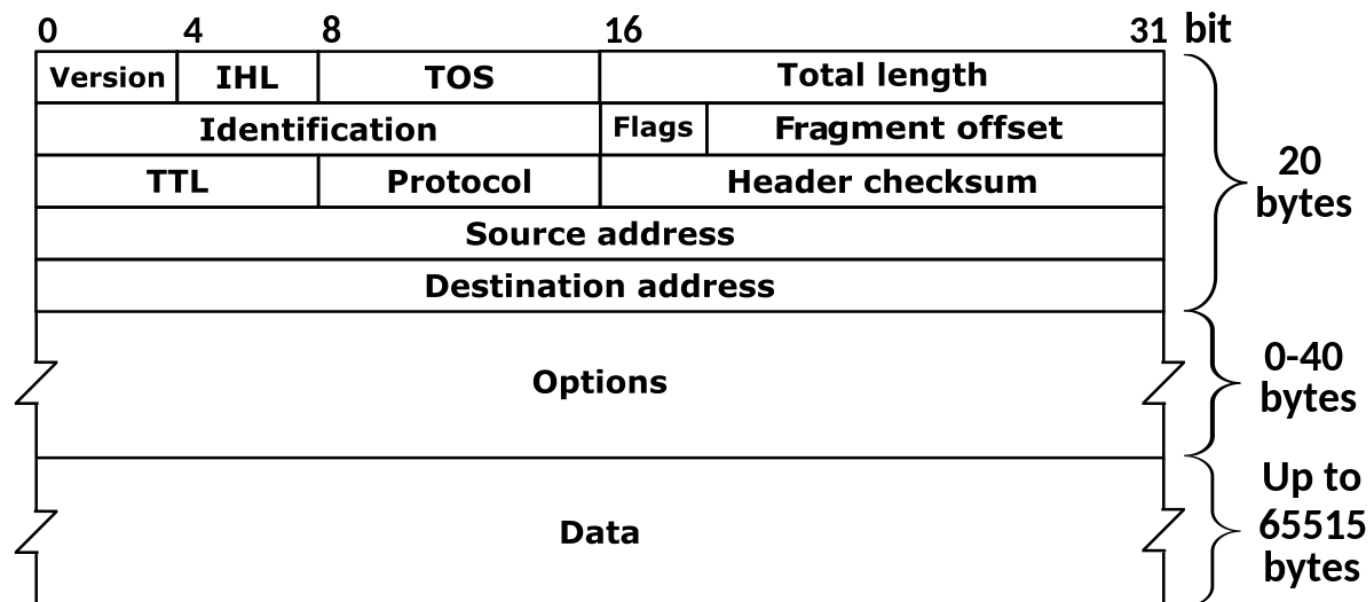 0 4 8 16 31 bit
Version IHL TOS Total length
Identification Flags Fragment offset
TTL Protocol Header checksum
Source address
Destination address
20
bytes
Options
0-40
bytes
Data
Up to
65515
bytes